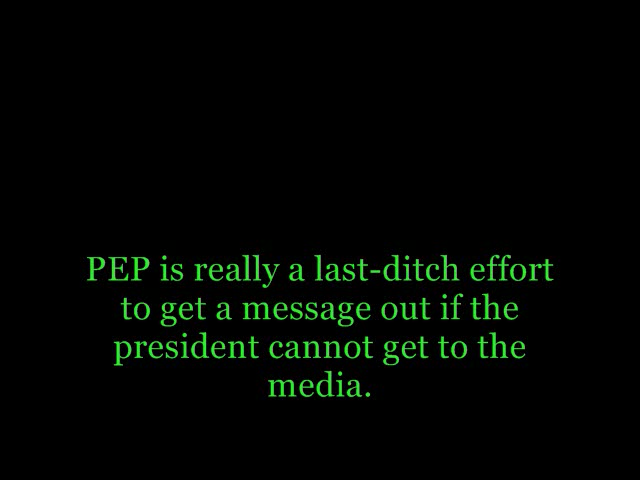 PEP is really a last-ditch effort
to get a message out if the
president cannot get to the
media.